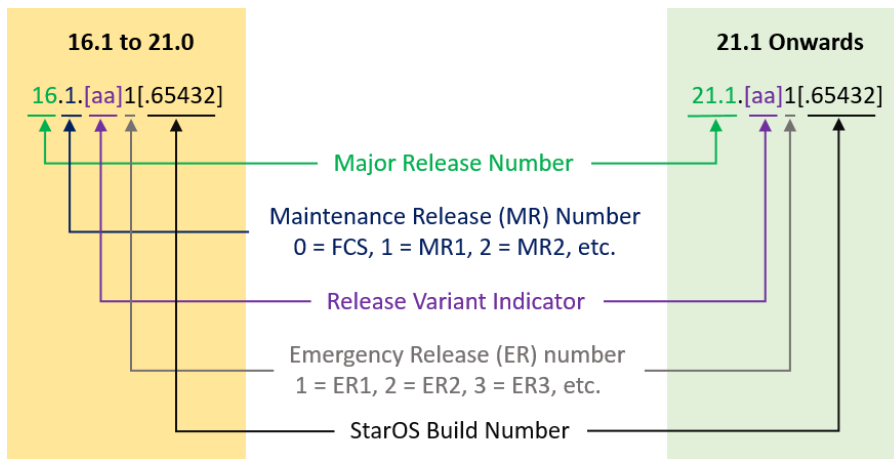 16.1 to 21.0
21.1 Onwards
16.1.[aa]1[.65432]
21.1.[aa]1[.65432]
Major Release Number
Maintenance Release (MR) Number
0 = FCS, 1 = MR1, 2 = MR2, etc.
Release Variant Indicator
Emergency Release (ER) number
1 = ER1, 2 = ER2, 3 = ER3, etc.
StarOS Build Number